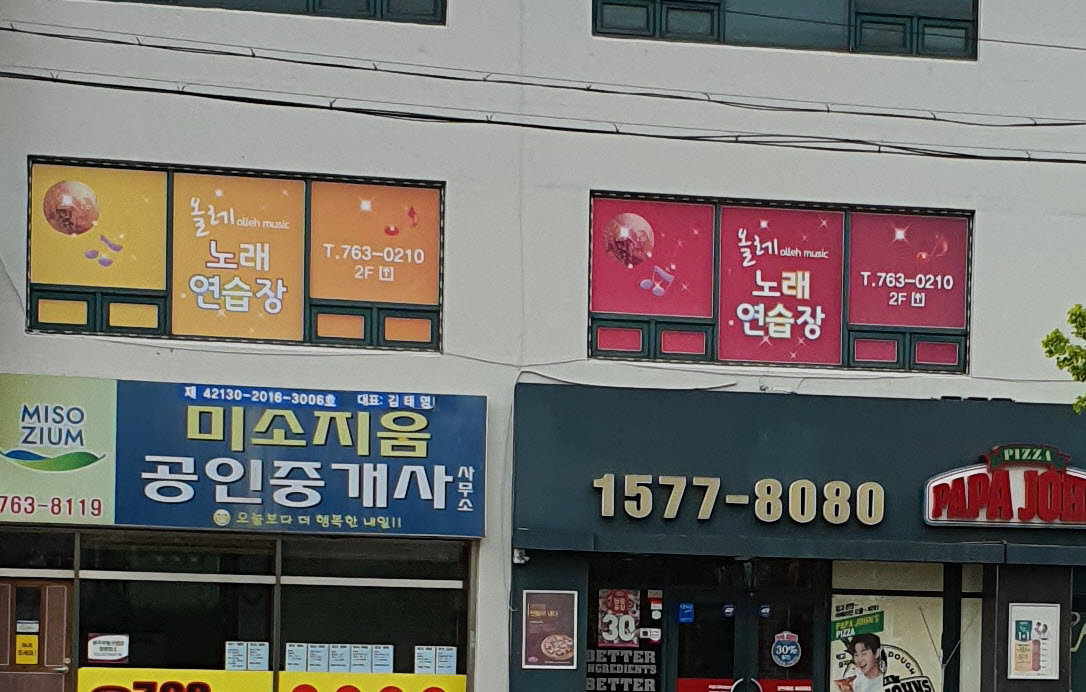 올레 olleh music
노래
연습장
T.763-0210
2F
올레 olleh music
노래
연습장
T.763-0210
2F
제 42130-2016-3006호 대표: 김태영
MISO
ZIUM
763-8119
미소지움
공인중개사
사무소
오늘보다 더 행복한 내일!!
1577-8080
PIZZA
PAPA JOH
30
BETTER
INGREDIENTS
BETTER
30%
PAPA JOHN'S
PIZZA
DOUGH